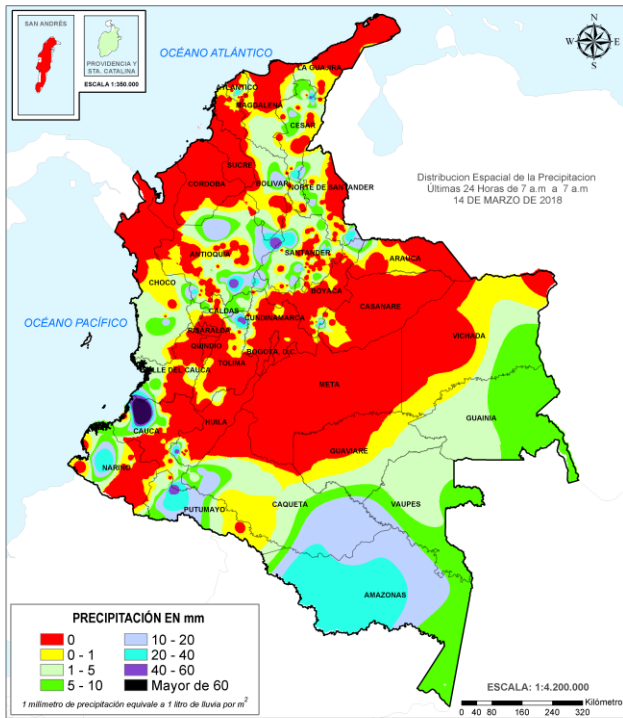 SAN ANDRÉS
PROVIDENCIA Y
STA. CATALINA
ESCALA 1:350.000
OCÉANO ATLÁNTICO
N
W
E
S
LA GUAJIRA
ATLÁNTICO
MAGDALENA
CESAR
SUCRE
CORDOBA
BOLIVAR
NORTE DE SANTANDER
Distribucion Espacial de la Precipitacion
Últimas 24 Horas de 7 a.m a 7 a.m
14 DE MARZO DE 2018
ANTIOQUIA
SANTANDER
ARAUCA
CHOCO
BOYACA
CASANARE
OCÉANO PACÍFICO
CALDAS
CUNDINAMARCA
RISARALDA
VICHADA
QUINDIO
BOGOTA, D.C.
TOLIMA
VALLE DEL CAUCA
META
GUAINIA
CAUCA
HUILA
GUAVIARE
NARIÑO
CAQUETA
VAUPES
PUTUMAYO
AMAZONAS
PRECIPITACIÓN EN mm
0
10 - 20
0 - 1
20 - 40
1 - 5
40 - 60
5 - 10
Mayor de 60
1 milimetro de precipitación equivale a 1 litro de lluvia por m2
ESCALA: 1:4.200.000
Kilómetro
0 40 80 160 240 320